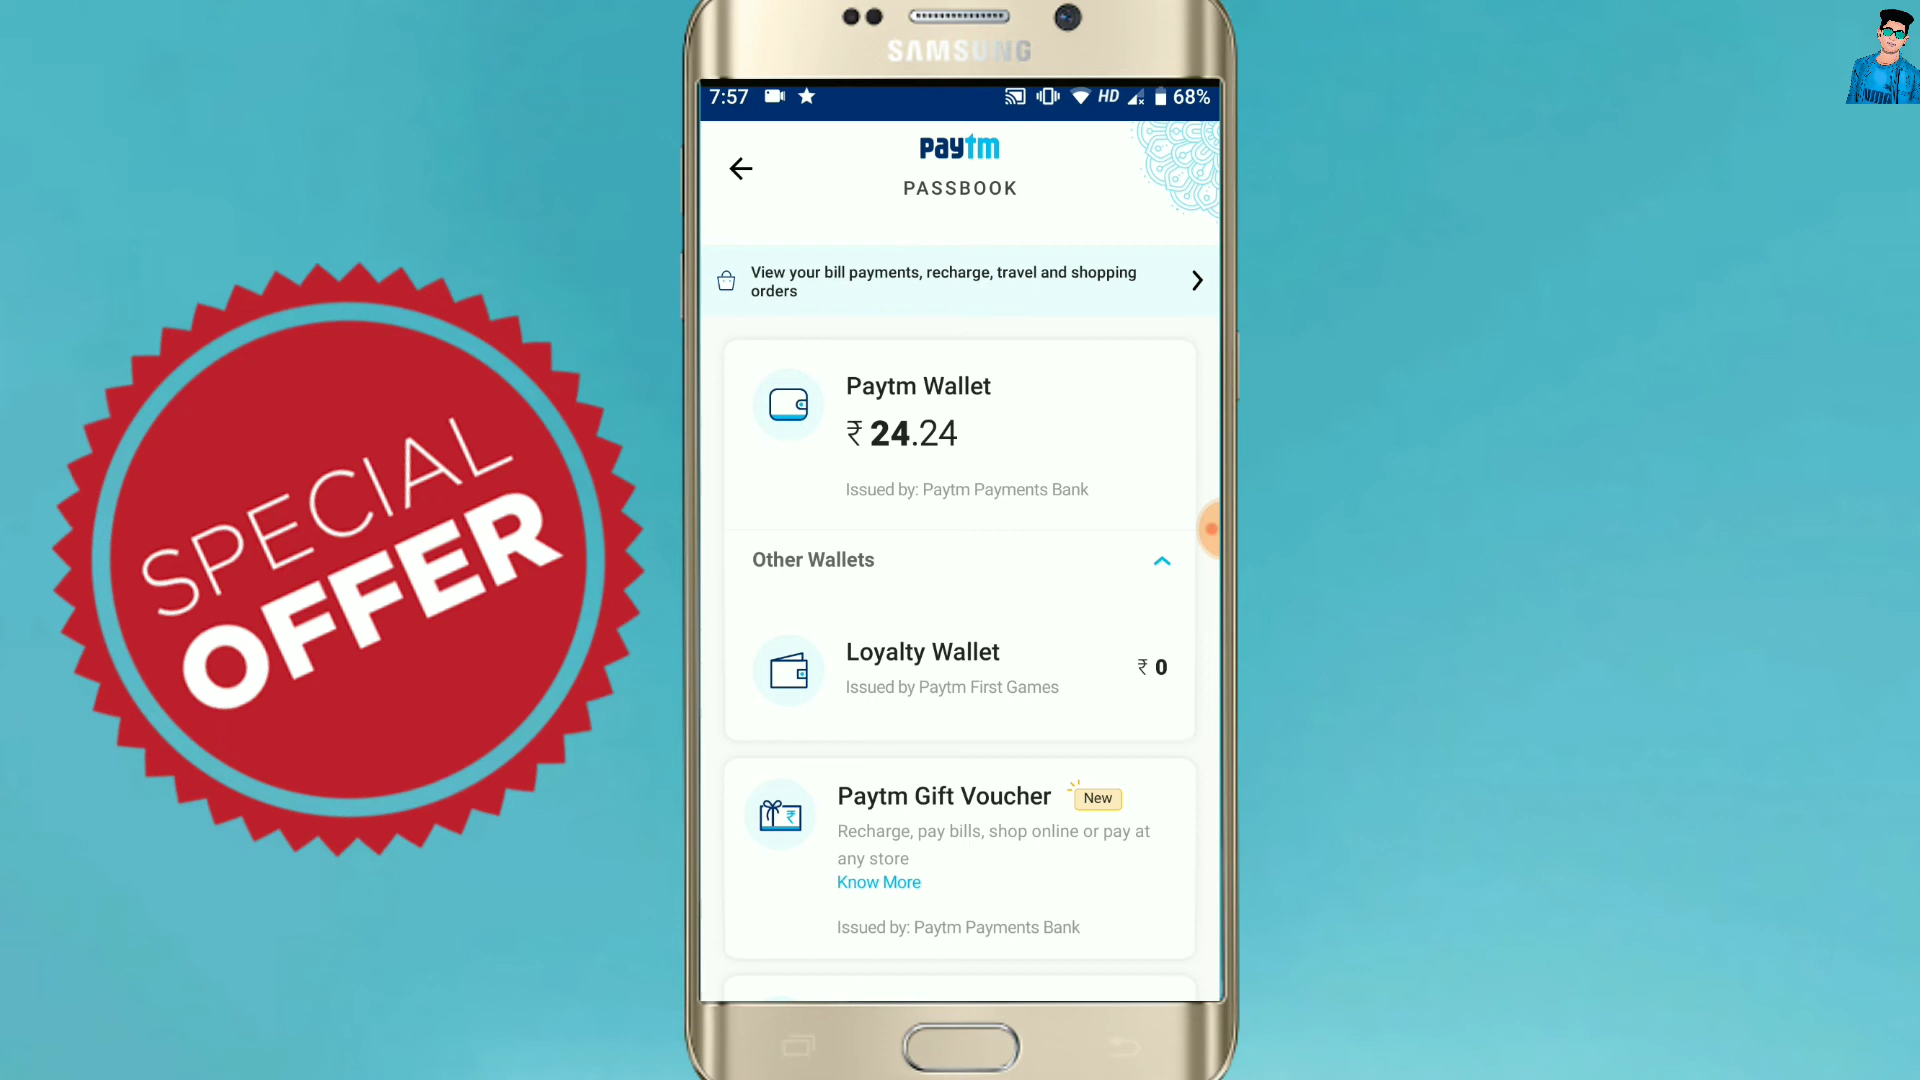 SPECIAL
OFFER
SAMSUNG
7:57
HD
68%
paytm
PASSBOOK
View your bill payments, recharge, travel and shopping
orders
Paytm Wallet
₹ 24.24
Issued by: Paytm Payments Bank
Other Wallets
Loyalty Wallet
₹ 0
Issued by Paytm First Games
Paytm Gift Voucher
New
Recharge, pay bills, shop online or pay at
any store
Know More
Issued by: Paytm Payments Bank